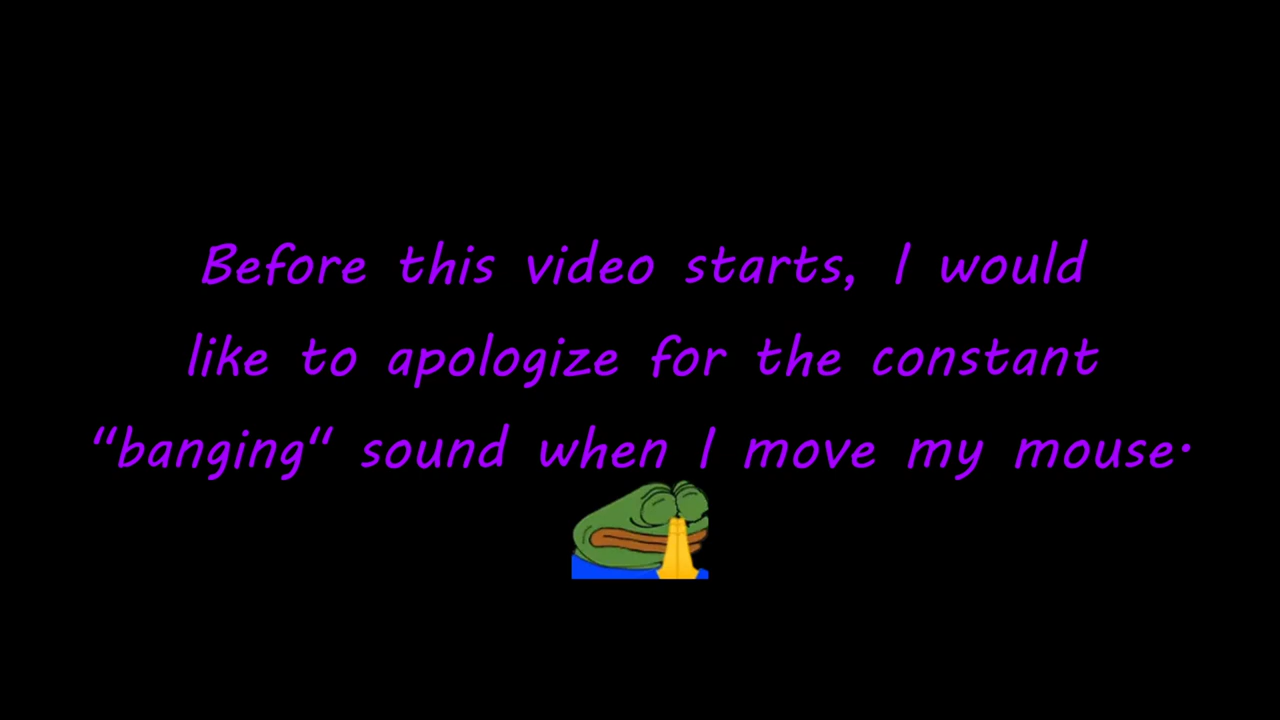 Before this video starts, I would
like to apologize for the constant
“banging“ sound when I move my mouse.